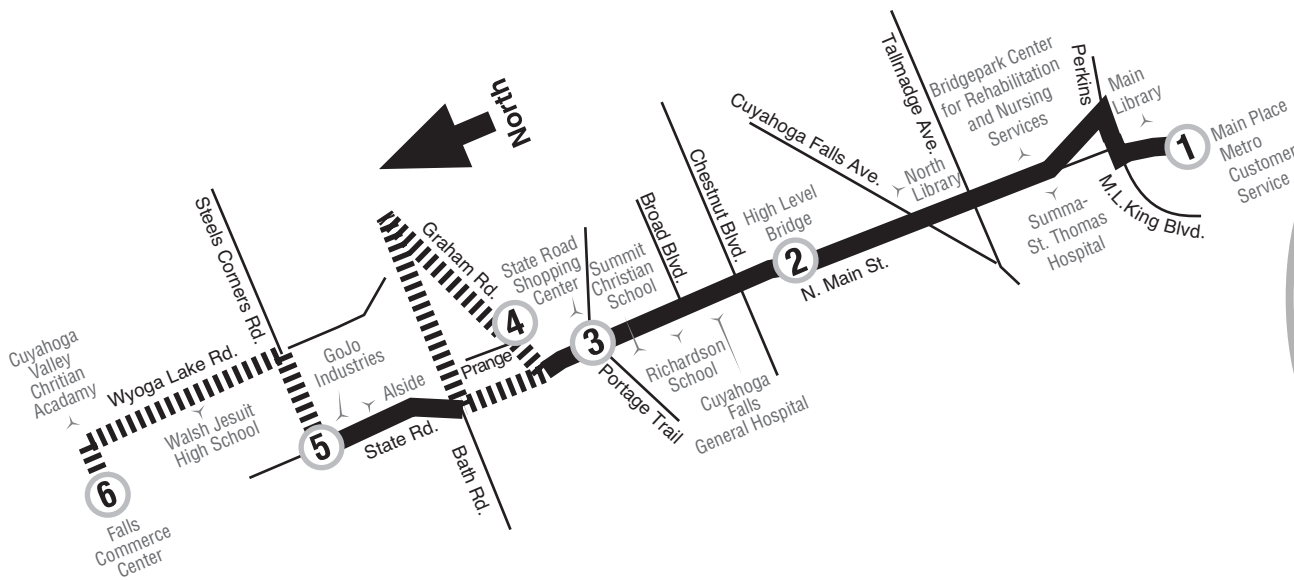 North
Tallmadge Ave.
Bridgepark Center
for Rehabilitation
and Nursing
Services
Perkins
Main
Library
1
Main Place
Metro
Customer
Service
M.L.King Blvd.
Summa-
St. Thomas
Hospital
North
Library
Cuyahoga Falls Ave.
N. Main St.
High Level
Bridge
2
Chestnut Blvd.
Broad Blvd.
Summit
Christian
School
Richardson
School
Cuyahoga
Falls
General Hospital
3
Portage Trail
State Road
Shopping
Center
4
Graham Rd.
Prange
Bath Rd.
State Rd.
Alside
GoJo
Industries
5
Steels Corners Rd.
Wyoga Lake Rd.
Walsh Jesuit
High School
Cuyahoga
Valley
Chritian
Acadamy
6
Falls
Commerce
Center